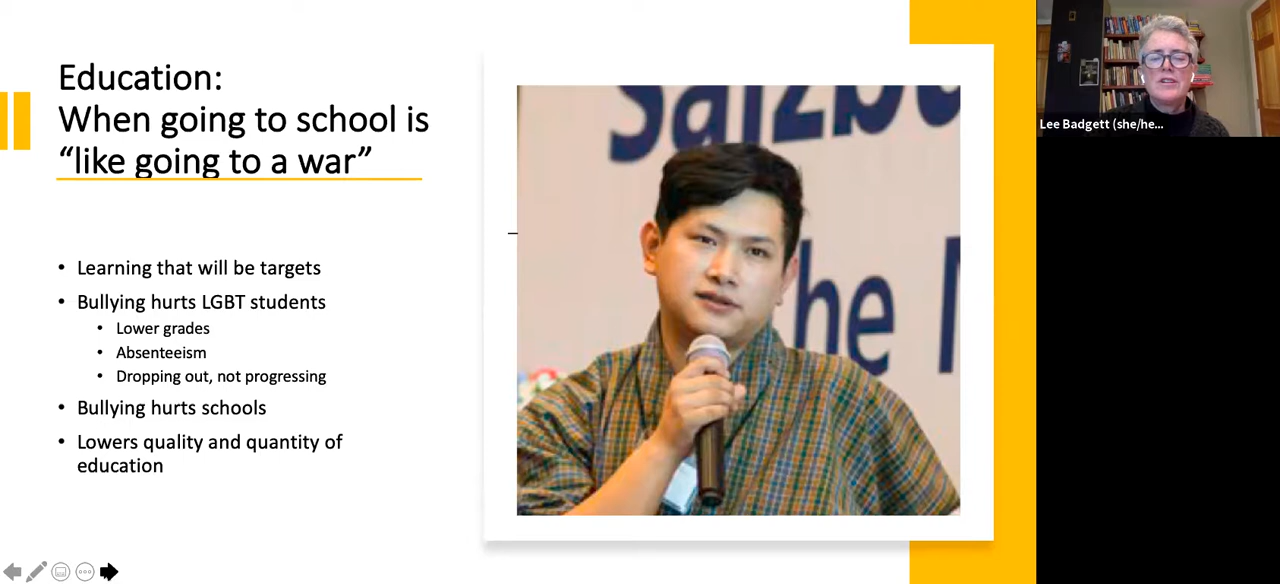 Education:
When going to school is
“like going to a war”
• Learning that will be targets
• Bullying hurts LGBT students
• Lower grades
• Absenteeism
• Dropping out, not progressing
• Bullying hurts schools
• Lowers quality and quantity of
education
Salzbu
he
Lee Badgett (she/he...